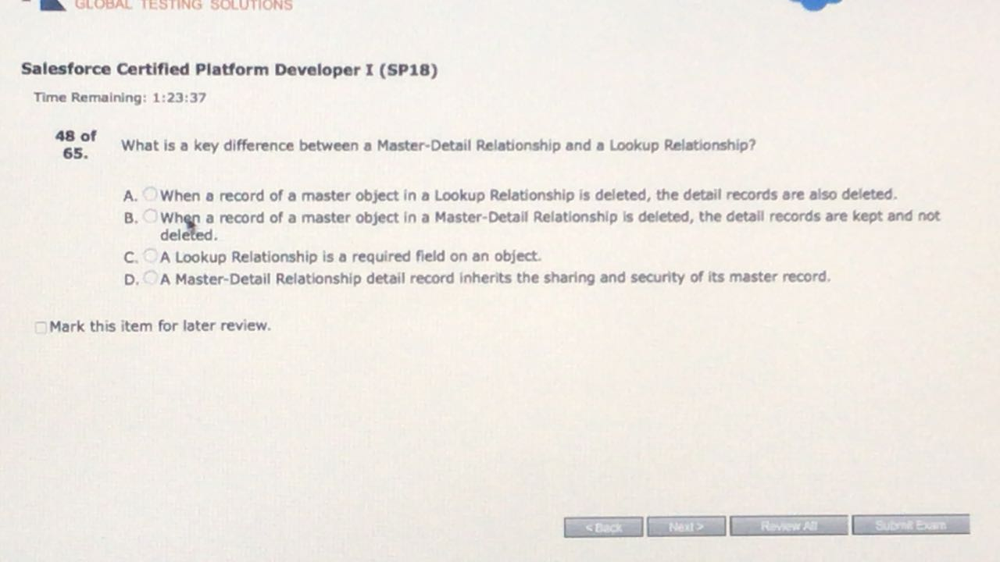 GLOBAL TESTING SOLUTIONS
Salesforce Certified Platform Developer I (SP18)
Time Remaining: 1:23:37
48 of
65.
What is a key difference between a Master-Detail Relationship and a Lookup Relationship?
A. When a record of a master object in a Lookup Relationship is deleted, the detail records are also deleted.
B. When a record of a master object in a Master-Detail Relationship is deleted, the detail records are kept and not
deleted.
C. A Lookup Relationship is a required field on an object.
D. A Master-Detail Relationship detail record inherits the sharing and security of its master record.
Mark this item for later review.
< Back Next > Review All Submit Exam